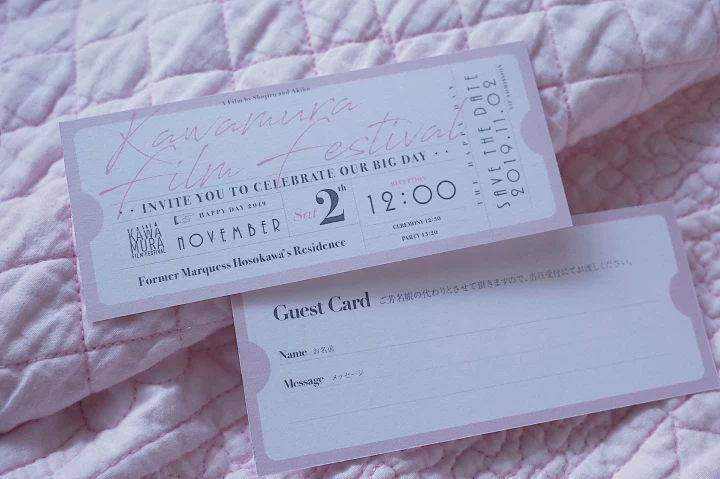 A Film by Shojiro and Akiko
Kawamura
Film Festival
INVITE YOU TO CELEBRATE OUR BIG DAY
KAWA
MURA
FILM FESTIVAL
HAPPY DAY 2019
NOVEMBER
Sat 2th
RECEPTION
12:00
CEREMONY 12:30
PARTY 13:20
Former Marquess Hosokawa's Residence
THE HAPPY DAY
SAVE THE DATE
2019.11.02
Guest Card ご芳名帳の代わりとさせて頂きますので、当日受付にてお渡しください。
Name お名前
Message メッセージ